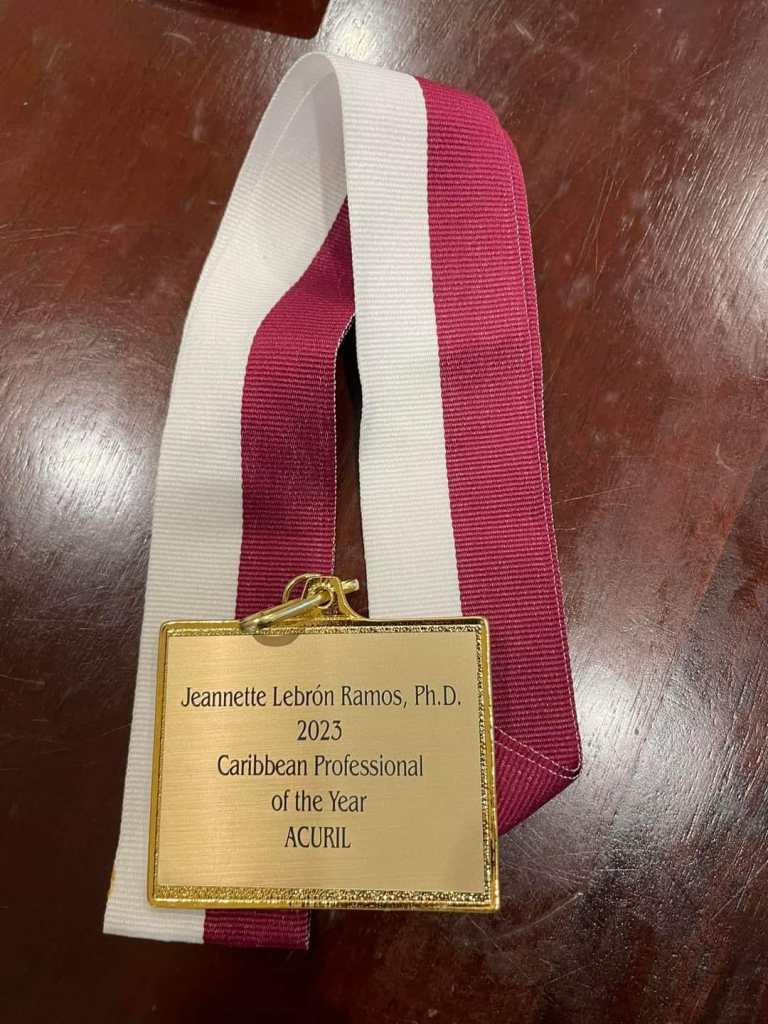 Jeannette Lebrón Ramos, Ph.D.
2023
Caribbean Professional
of the Year
ACURIL